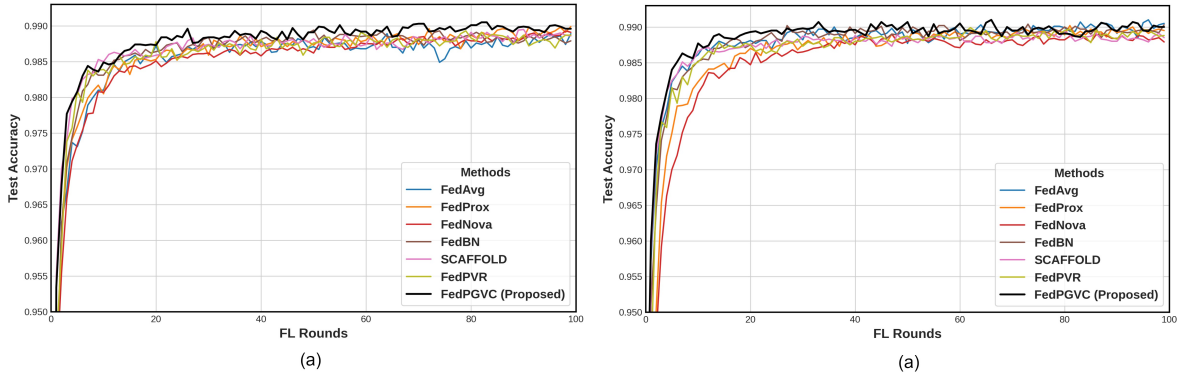 Test Accuracy
0.990
0.985
0.980
0.975
0.970
0.965
0.960
0.955
0.950
0
20
40
60
80
100
FL Rounds
Methods
FedAvg
FedProx
FedNova
FedBN
SCAFFOLD
FedPVR
FedPGVC (Proposed)
(a)
Test Accuracy
0.990
0.985
0.980
0.975
0.970
0.965
0.960
0.955
0.950
0
20
40
60
80
100
FL Rounds
Methods
FedAvg
FedProx
FedNova
FedBN
SCAFFOLD
FedPVR
FedPGVC (Proposed)
(a)